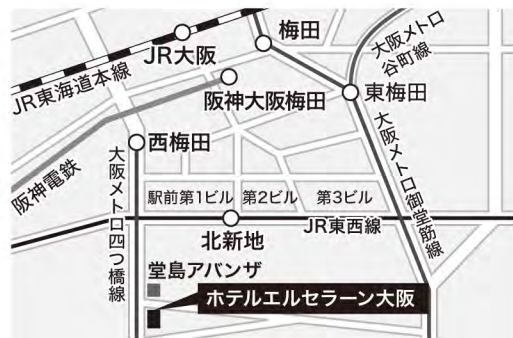 梅田
大阪メトロ
谷町線
JR大阪
JR東海道本線
阪神大阪梅田
東梅田
西梅田
阪神電鉄
大阪メトロ四つ橋線
大阪メトロ御堂筋線
駅前第1ビル
第2ビル
第3ビル
JR東西線
北新地
堂島アバンザ
ホテルエルセラーン大阪